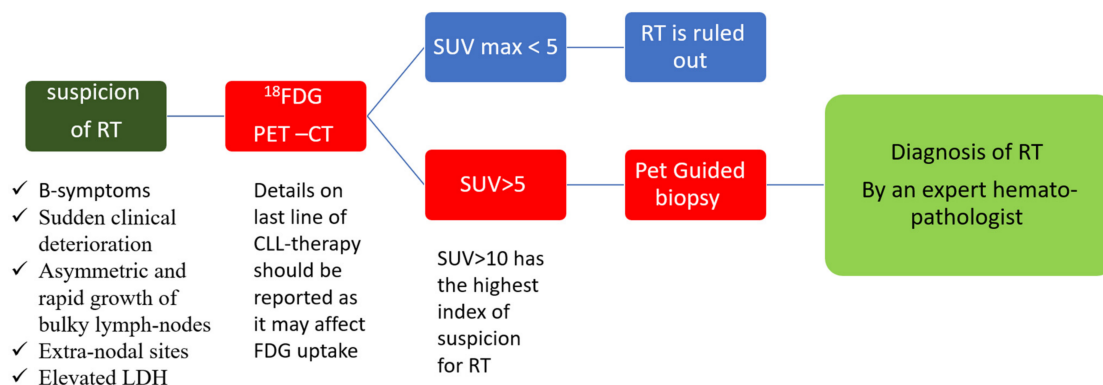 suspicion
of RT
✓ B-symptoms
✓ Sudden clinical
deterioration
✓ Asymmetric and
rapid growth of
bulky lymph-nodes
✓ Extra-nodal sites
✓ Elevated LDH
¹⁸FDG
PET –CT
Details on
last line of
CLL-therapy
should be
reported as
it may affect
FDG uptake
SUV max < 5
RT is ruled
out
SUV>5
SUV>10 has
the highest
index of
suspicion
for RT
Pet Guided
biopsy
Diagnosis of RT
By an expert hemato-
pathologist